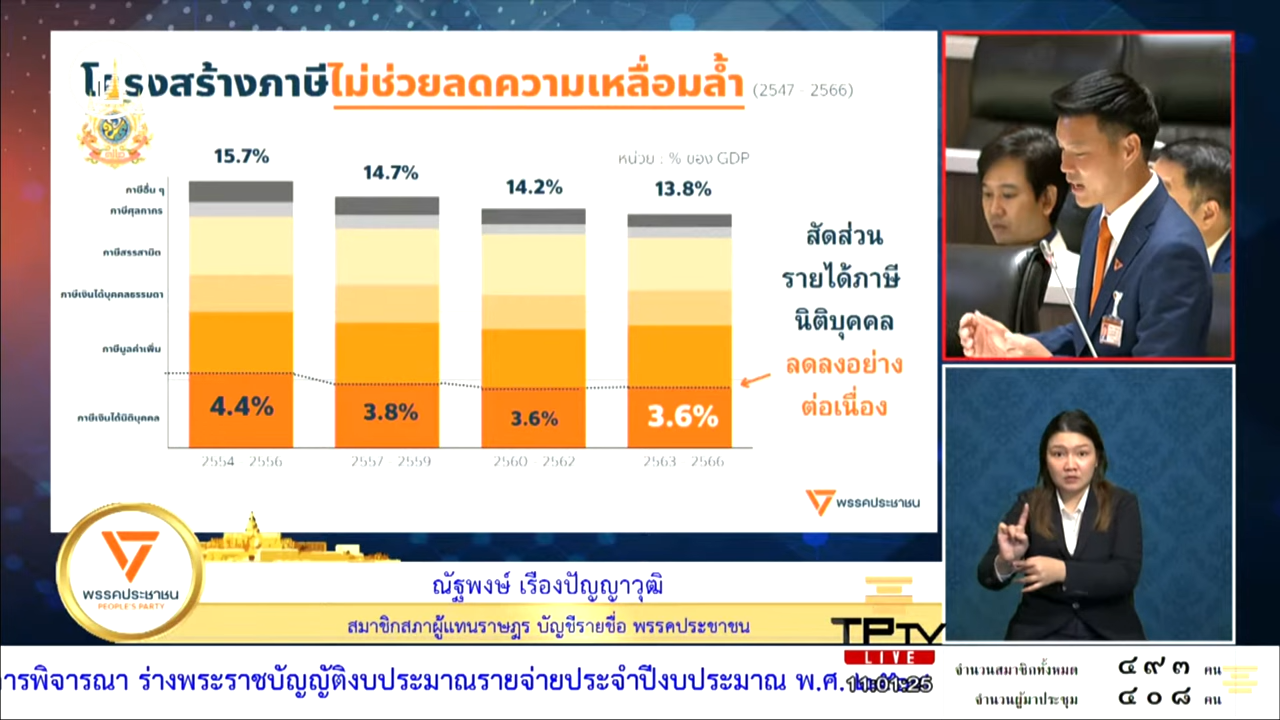 โครงสร้างภาษีไม่ช่วยลดความเหลื่อมล้ำ (2547 - 2566)
หน่วย : % ของ GDP
15.7%
14.7%
14.2%
13.8%
ภาษีอื่น ๆ
ภาษีศุลกากร
ภาษีสรรสามิต
ภาษีเงินได้บุคคลธรรมดา
ภาษีมูลค่าเพิ่ม
ภาษีเงินได้นิติบุคคล
4.4%
3.8%
3.6%
3.6%
2554 2556
2557 2559
2560 2562
2563 2566
สัดส่วน
รายได้ภาษี
นิติบุคคล
ลดลงอย่าง
ต่อเนื่อง
พรรคประชาชน
พรรคประชาชน
PEOPLE'S PARTY
ณัฐพงษ์ เรืองปัญญาวุฒิ
สมาชิกสภาผู้แทนราษฎร บัญชีรายชื่อ พรรคประชาชน
TPTV
LIVE
11:01:25
การพิจารณา ร่างพระราชบัญญัติงบประมาณรายจ่ายประจำปีงบประมาณ พ.ศ.
จำนวนสมาชิกทั้งหมด ๔๙๓ คน
จำนวนผู้มาประชุม ๔๐๘ คน